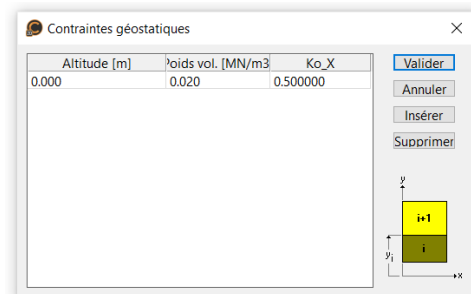 Contraintes géostatiques
Altitude [m] Poids vol. [MN/m3 Ko_X
0.000 0.020 0.500000
Valider
Annuler
Insérer
Supprimer
y
i+1
i
yi
x